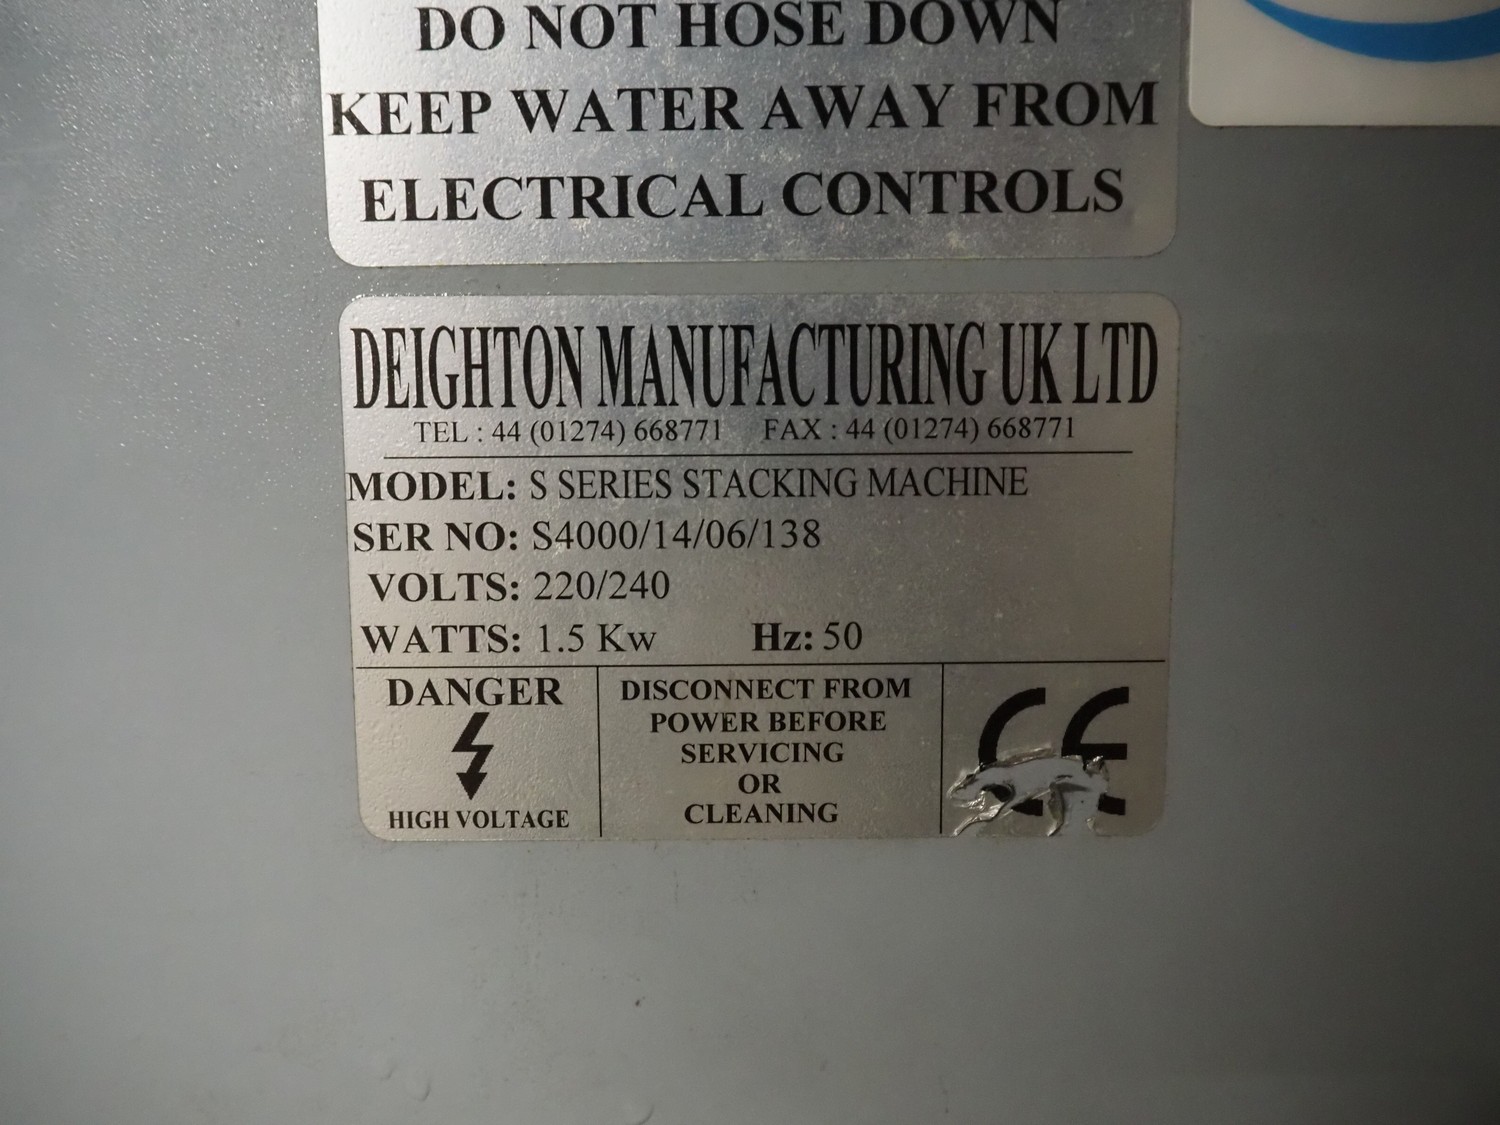 DO NOT HOSE DOWN
KEEP WATER AWAY FROM
ELECTRICAL CONTROLS
DEIGHTON MANUFACTURING UK LTD
TEL : 44 (01274) 668771 FAX : 44 (01274) 668771
MODEL: S SERIES STACKING MACHINE
SER NO: S4000/14/06/138
VOLTS: 220/240
WATTS: 1.5 Kw Hz: 50
DANGER
HIGH VOLTAGE
DISCONNECT FROM
POWER BEFORE
SERVICING
OR
CLEANING
CE